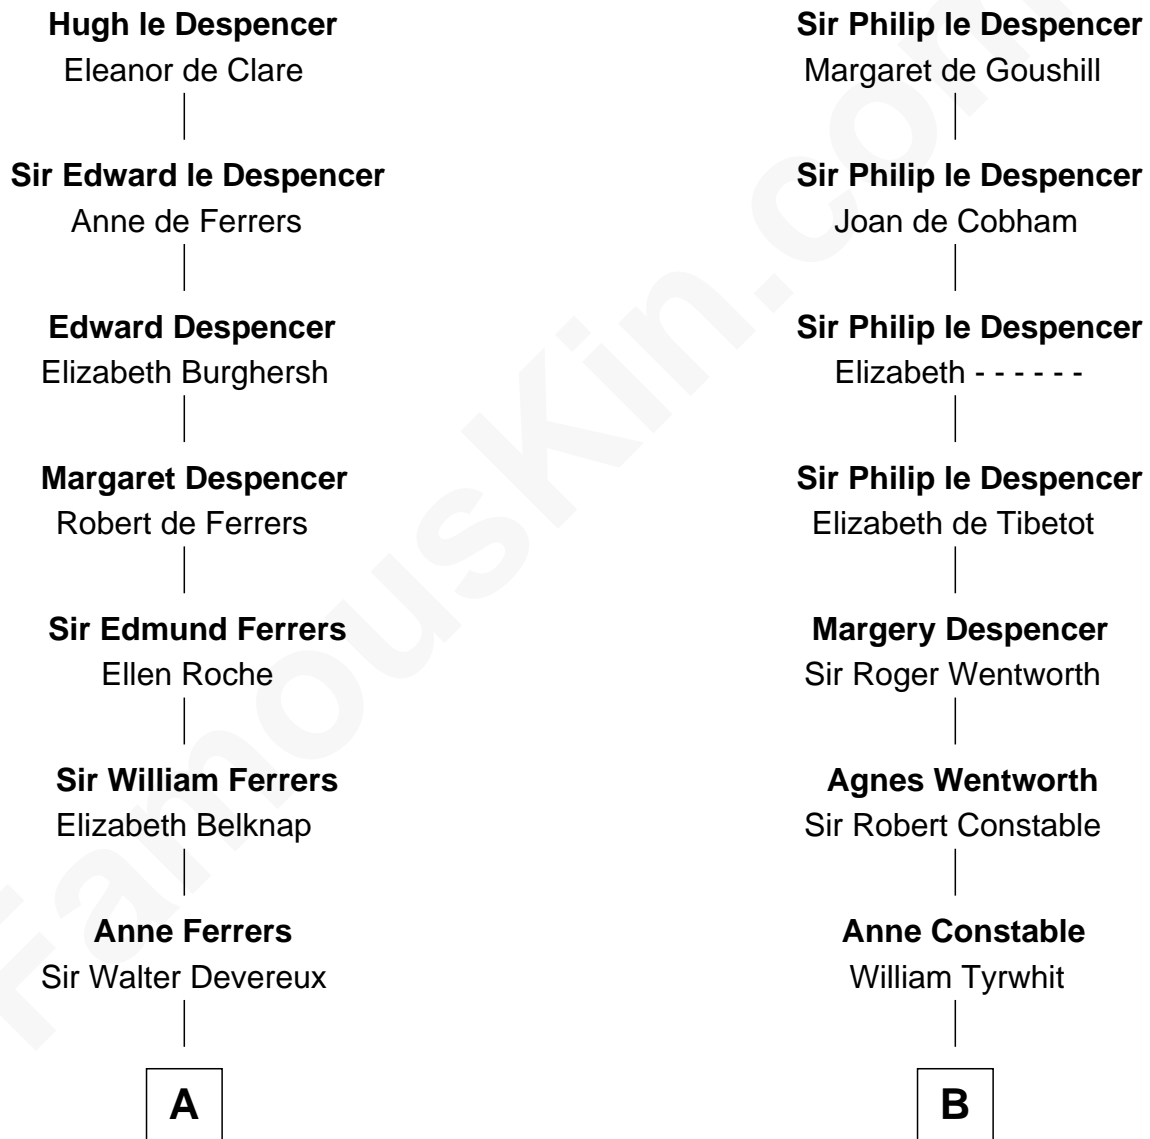 Hugh le Despencer
Eleanor de Clare
Sir Edward le Despencer
Anne de Ferrers
Edward Despencer
Elizabeth Burghersh
Margaret Despencer
Robert de Ferrers
Sir Edmund Ferrers
Ellen Roche
Sir William Ferrers
Elizabeth Belknap
Anne Ferrers
Sir Walter Devereux
A
Sir Philip le Despencer
Margaret de Goushill
Sir Philip le Despencer
Joan de Cobham
Sir Philip le Despencer
Elizabeth - - - - - -
Sir Philip le Despencer
Elizabeth de Tibetot
Margery Despencer
Sir Roger Wentworth
Agnes Wentworth
Sir Robert Constable
Anne Constable
William Tyrwhit
B
FamousKin.com